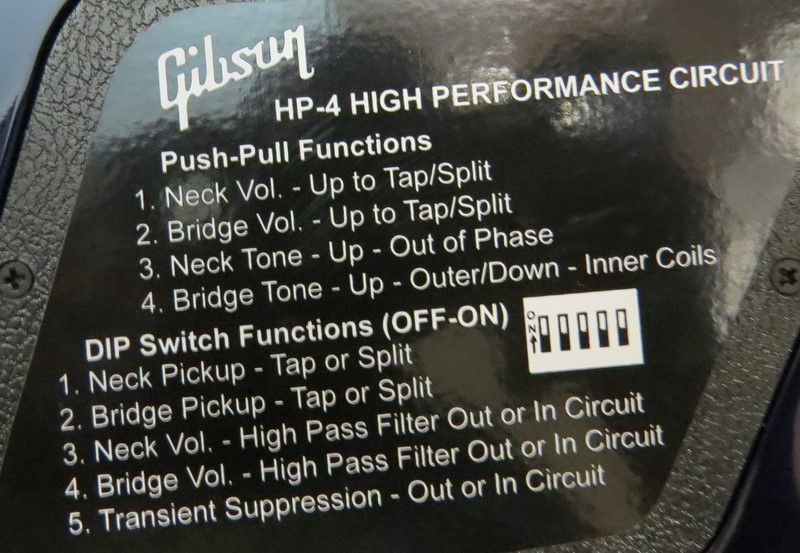 Gibson
HP-4 HIGH PERFORMANCE CIRCUIT
Push-Pull Functions
1. Neck Vol. - Up to Tap/Split
2. Bridge Vol. - Up to Tap/Split
3. Neck Tone - Up - Out of Phase
4. Bridge Tone - Up - Outer/Down - Inner Coils
DIP Switch Functions (OFF-ON)
ON
1. Neck Pickup - Tap or Split
2. Bridge Pickup - Tap or Split
3. Neck Vol. - High Pass Filter Out or In Circuit
4. Bridge Vol. - High Pass Filter Out or In Circuit
5. Transient Suppression - Out or In Circuit